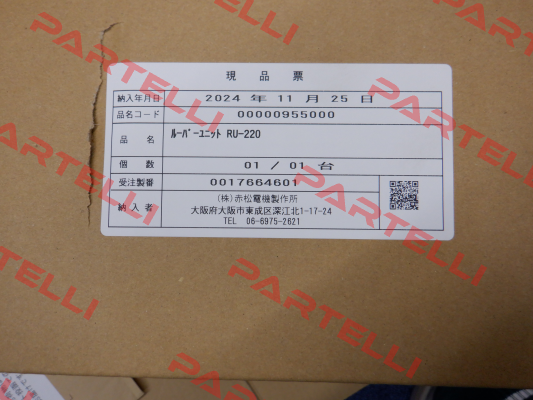 現品票
納入年月日 2024 年 11 月 25 日
品名コード 00000955000
品名 ﾙｰﾊﾞｰﾕﾆｯﾄ RU-220
個数 01 / 01 台
受注製番 0017664601
納入者 (株)赤松電機製作所
大阪府大阪市東成区深江北1-17-24
TEL 06-6975-2621
PARTELLI
PARTELLI
PARTELLI
PARTELLI
PARTELLI
PARTELLI
PARTELLI